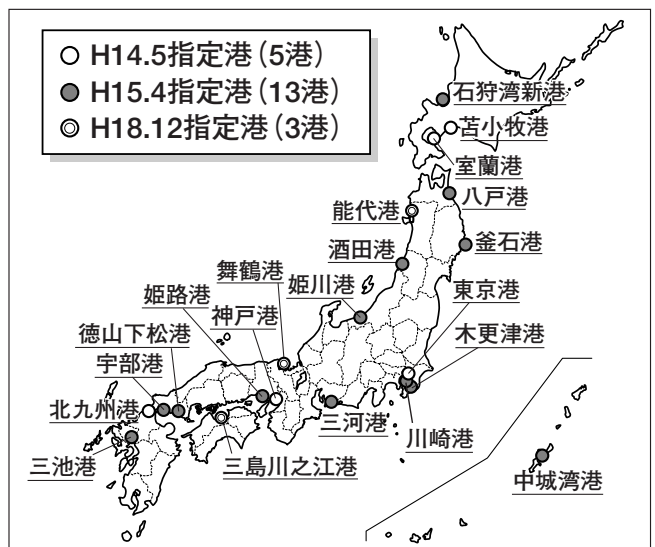 ○ H14.5指定港(5港)
● H15.4指定港(13港)
◎ H18.12指定港(3港)
石狩湾新港
苫小牧港
室蘭港
八戸港
能代港
釜石港
酒田港
舞鶴港
姫川港
東京港
姫路港
神戸港
木更津港
徳山下松港
宇部港
北九州港
三河港
川崎港
三池港
三島川之江港
中城湾港